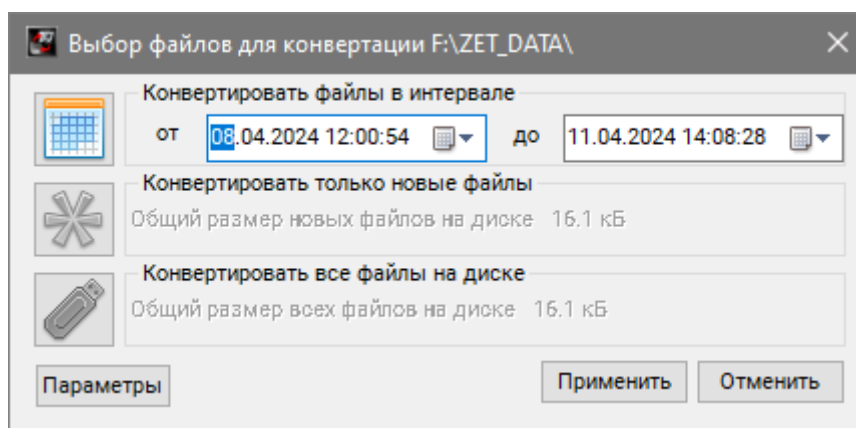 Выбор файлов для конвертации F:\ZET_DATA\
Конвертировать файлы в интервале
от 08.04.2024 12:00:54 до 11.04.2024 14:08:28
Конвертировать только новые файлы
Общий размер новых файлов на диске 16.1 кБ
Конвертировать все файлы на диске
Общий размер всех файлов на диске 16.1 кБ
Параметры Применить Отменить